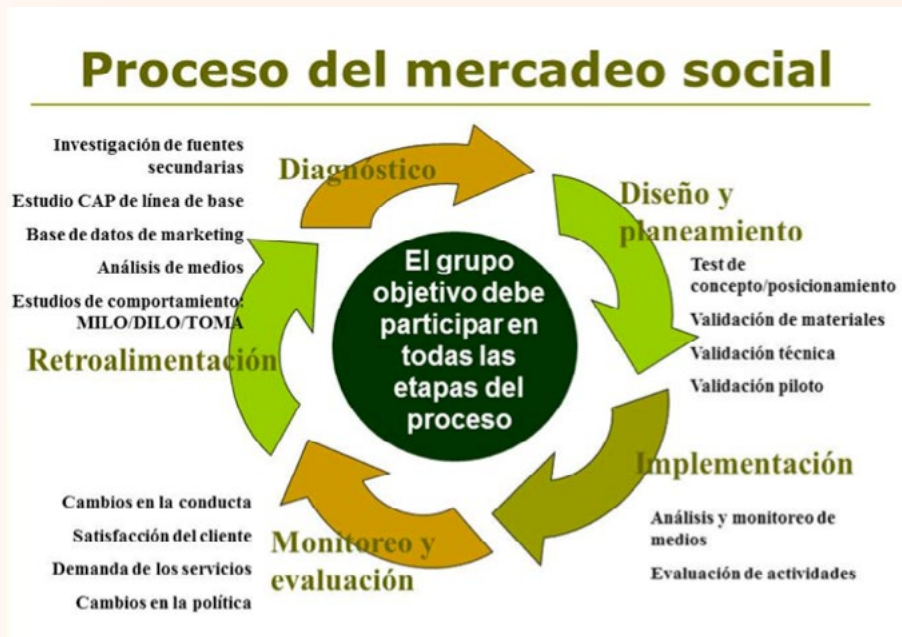 Proceso del mercadeo social
Investigación de fuentes
secundarias
Estudio CAP de línea de base
Base de datos de marketing
Análisis de medios
Estudios de comportamiento:
MILO/DILO/TOMA
Diagnóstico
Diseño y
planeamiento
Test de
concepto/posicionamiento
Validación de materiales
Validación técnica
Validación piloto
El grupo
objetivo debe
participar en
todas las
etapas del
proceso
Implementación
Análisis y monitoreo de
medios
Evaluación de actividades
Monitoreo y
evaluación
Cambios en la conducta
Satisfacción del cliente
Demanda de los servicios
Cambios en la política
Retroalimentación